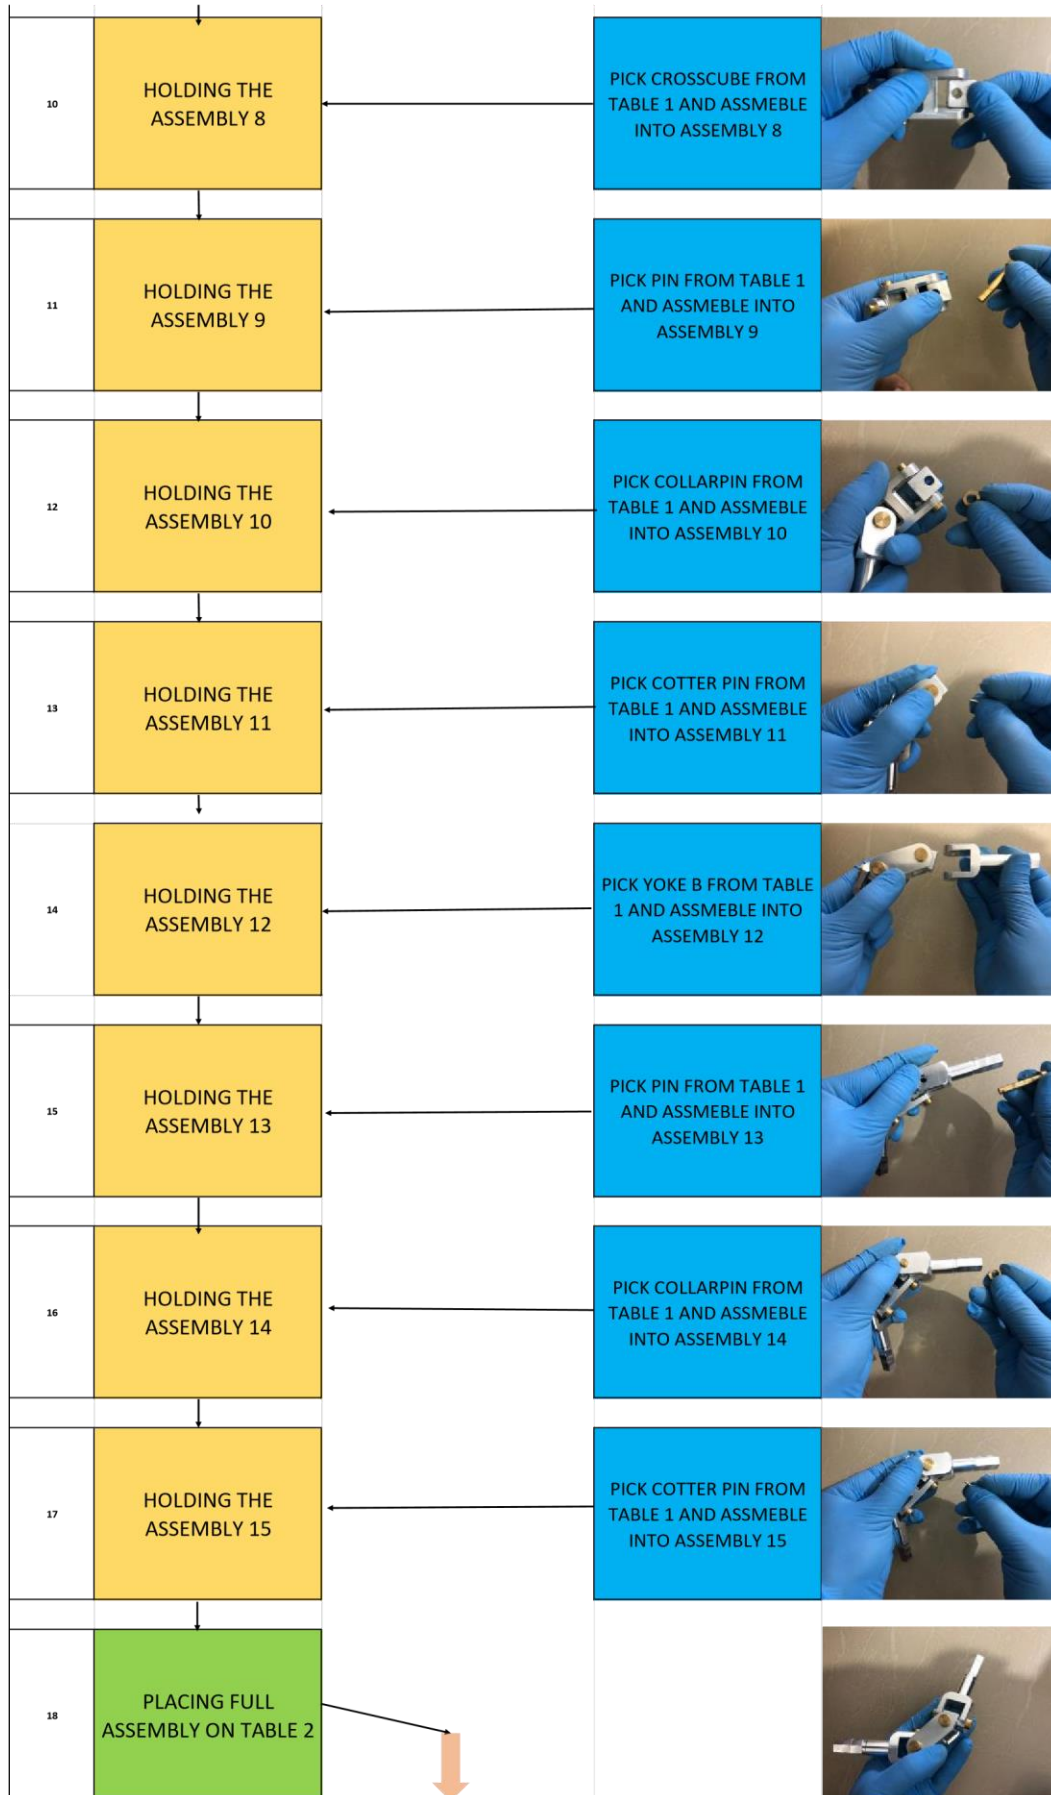 10
HOLDING THE
ASSEMBLY 8
PICK CROSSCUBE FROM
TABLE 1 AND ASSMEBLE
INTO ASSEMBLY 8
11
HOLDING THE
ASSEMBLY 9
PICK PIN FROM TABLE 1
AND ASSMEBLE INTO
ASSEMBLY 9
12
HOLDING THE
ASSEMBLY 10
PICK COLLARPIN FROM
TABLE 1 AND ASSMEBLE
INTO ASSEMBLY 10
13
HOLDING THE
ASSEMBLY 11
PICK COTTER PIN FROM
TABLE 1 AND ASSMEBLE
INTO ASSEMBLY 11
14
HOLDING THE
ASSEMBLY 12
PICK YOKE B FROM TABLE
1 AND ASSMEBLE INTO
ASSEMBLY 12
15
HOLDING THE
ASSEMBLY 13
PICK PIN FROM TABLE 1
AND ASSMEBLE INTO
ASSEMBLY 13
16
HOLDING THE
ASSEMBLY 14
PICK COLLARPIN FROM
TABLE 1 AND ASSMEBLE
INTO ASSEMBLY 14
17
HOLDING THE
ASSEMBLY 15
PICK COTTER PIN FROM
TABLE 1 AND ASSMEBLE
INTO ASSEMBLY 15
18
PLACING FULL
ASSEMBLY ON TABLE 2